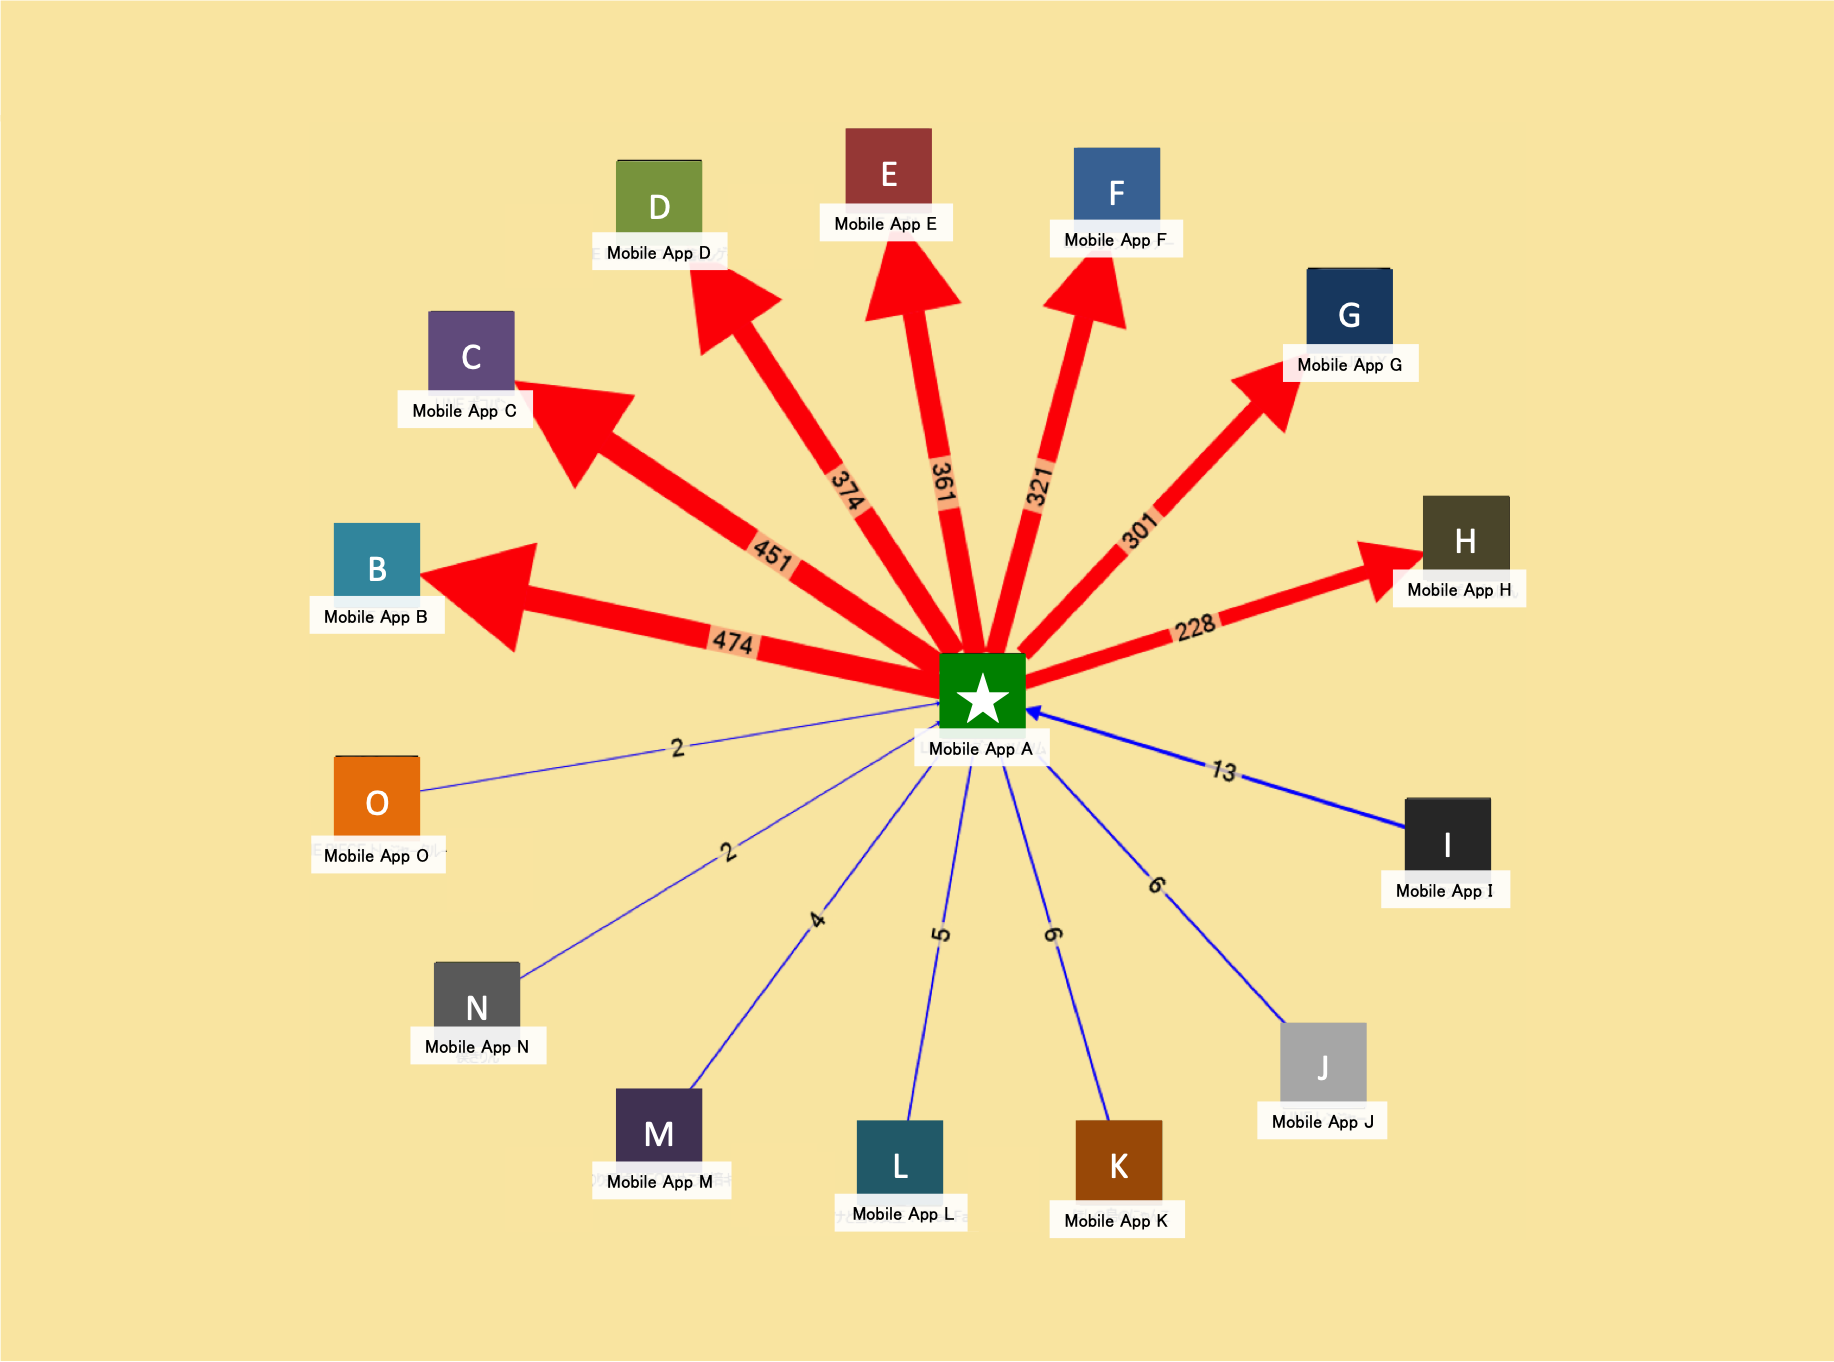 E
Mobile App E
F
Mobile App F
D
Mobile App D
G
Mobile App G
C
Mobile App C
374
361
321
301
H
Mobile App H
451
B
Mobile App B
474
228
Mobile App A
2
13
O
Mobile App O
I
Mobile App I
2
6
4
5
6
N
Mobile App N
J
Mobile App J
M
Mobile App M
L
Mobile App L
K
Mobile App K